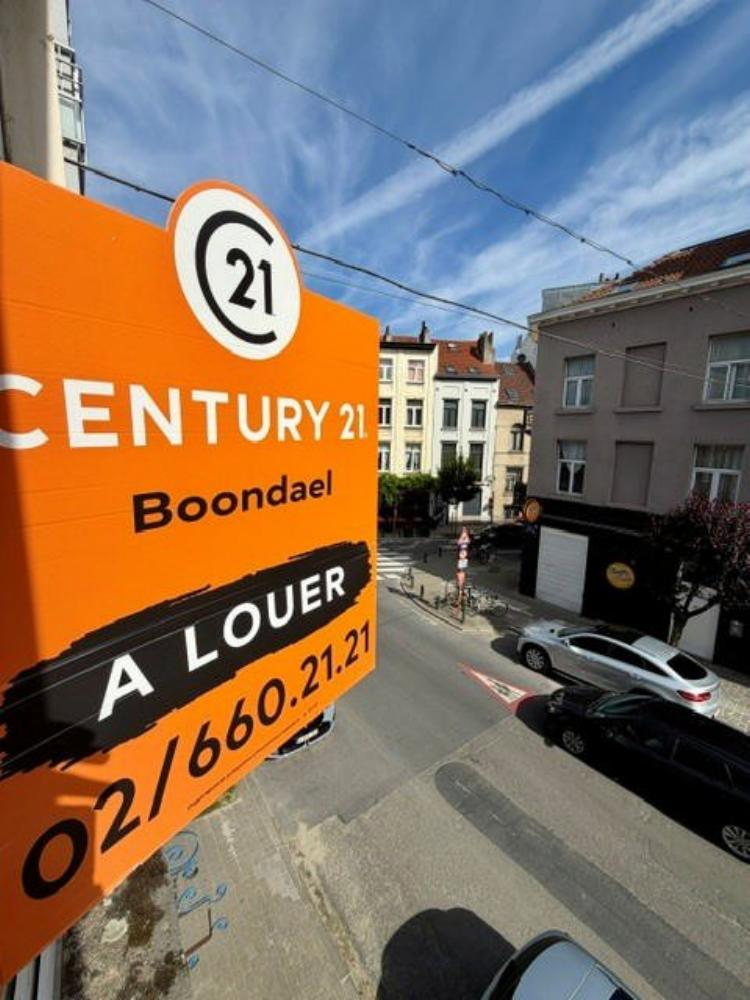 21
CENTURY 21
Boondael
A LOUER
02/660.21.21